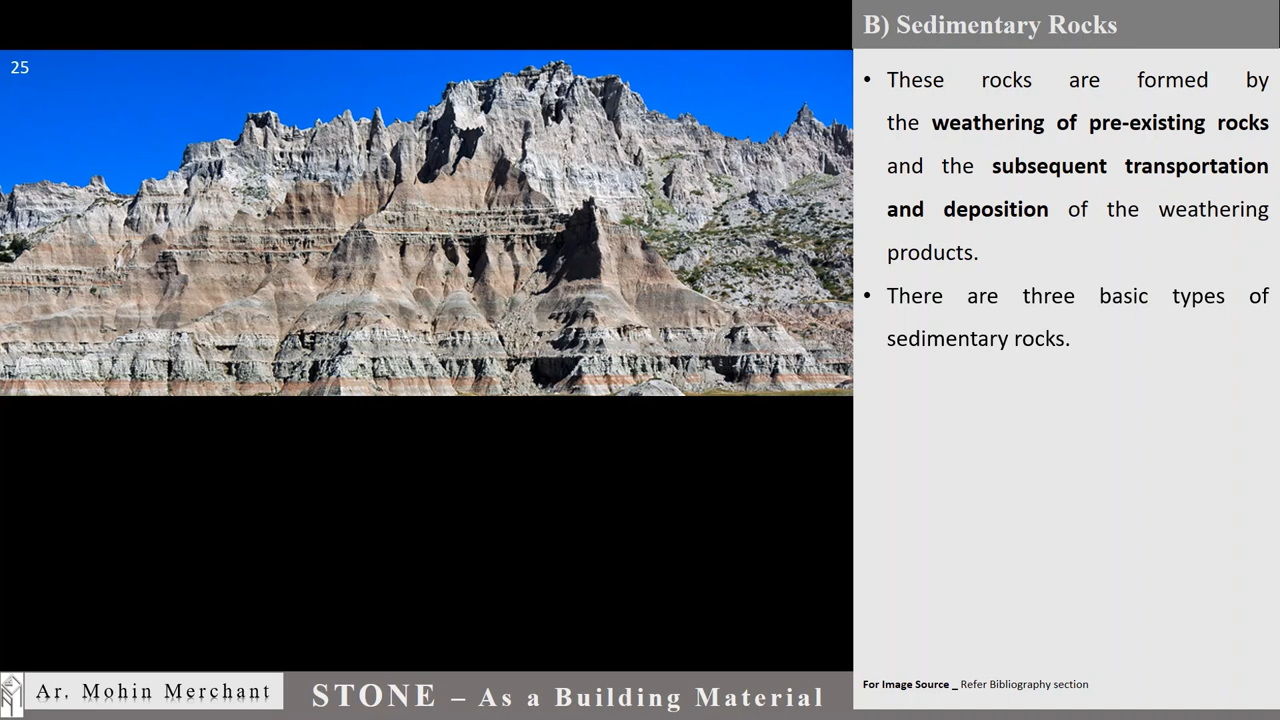 B) Sedimentary Rocks
25
• These rocks are formed by
the weathering of pre-existing rocks
and the subsequent transportation
and deposition of the weathering
products.
• There are three basic types of
sedimentary rocks.
For Image Source _ Refer Bibliography section
Ar. Mohin Merchant
STONE – As a Building Material